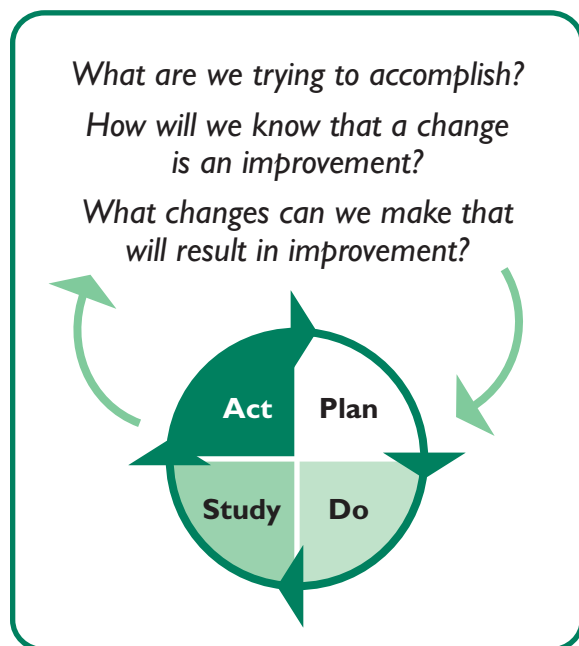 What are we trying to accomplish?
How will we know that a change
is an improvement?
What changes can we make that
will result in improvement?
Act
Plan
Study
Do